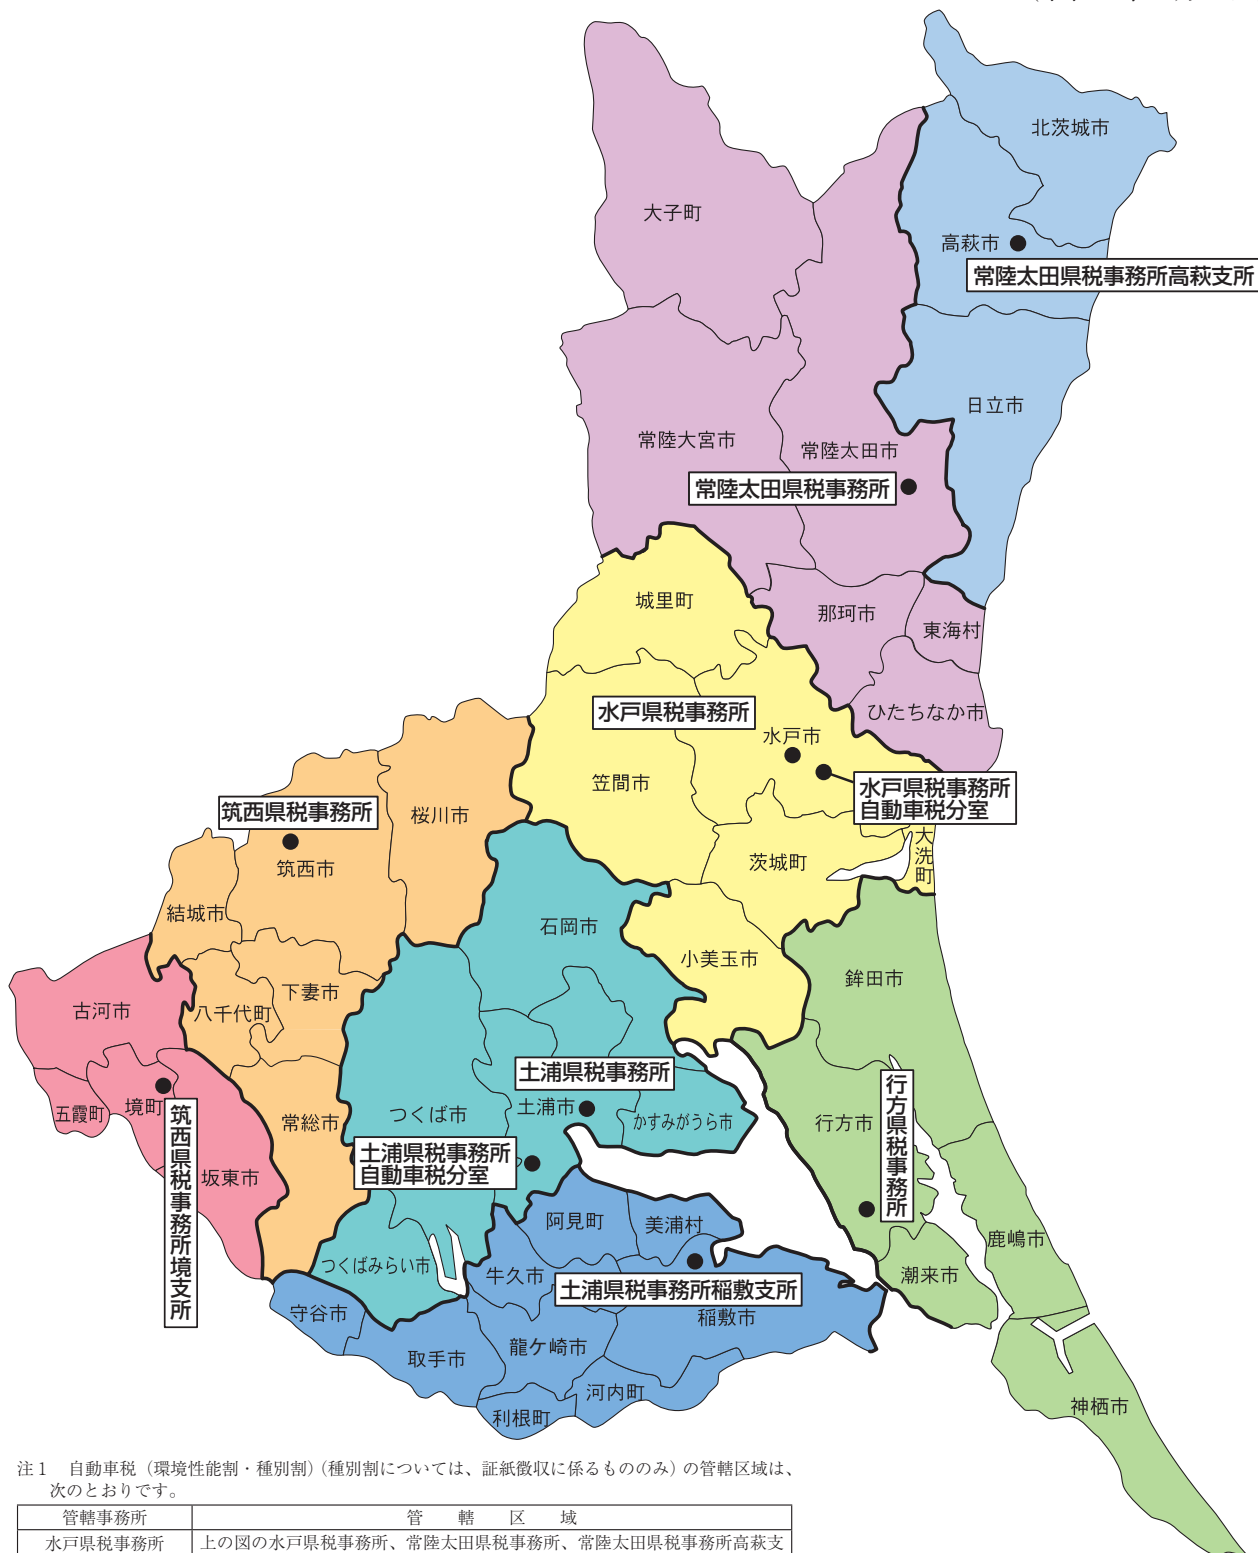 北茨城市
大子町
高萩市
常陸太田県税事務所高萩支所
日立市
常陸大宮市
常陸太田市
常陸太田県税事務所
城里町
那珂市
東海村
水戸県税事務所
ひたちなか市
水戸市
笠間市
水戸県税事務所
自動車税分室
筑西県税事務所
桜川市
筑西市
茨城町
大洗町
結城市
石岡市
小美玉市
鉾田市
古河市
八千代町
下妻市
土浦県税事務所
五霞町
境町
常総市
つくば市
土浦市
かすみがうら市
行方市
行方県税事務所
筑西県税事務所境支所
坂東市
土浦県税事務所
自動車税分室
阿見町
美浦村
鹿嶋市
つくばみらい市
牛久市
土浦県税事務所稲敷支所
潮来市
守谷市
稲敷市
取手市
龍ケ崎市
河内町
利根町
神栖市
注1 自動車税（環境性能割・種別割）（種別割については、証紙徴収に係るもののみ）の管轄区域は、
次のとおりです。
管轄事務所 管轄区域
水戸県税事務所 上の図の水戸県税事務所、常陸太田県税事務所、常陸太田県税事務所高萩支